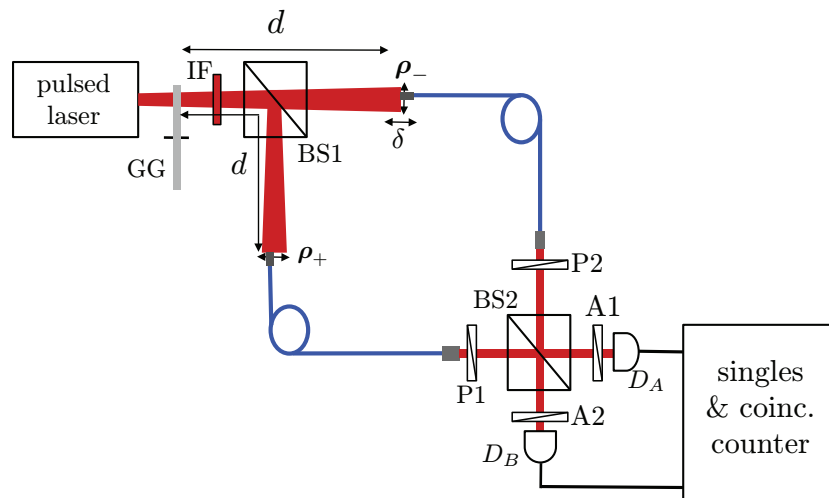 d
IF
ρ−
pulsed
laser
BS1
δ
GG
d
ρ+
P2
BS2
A1
P1
D_A
A2
D_B
singles
& coinc.
counter